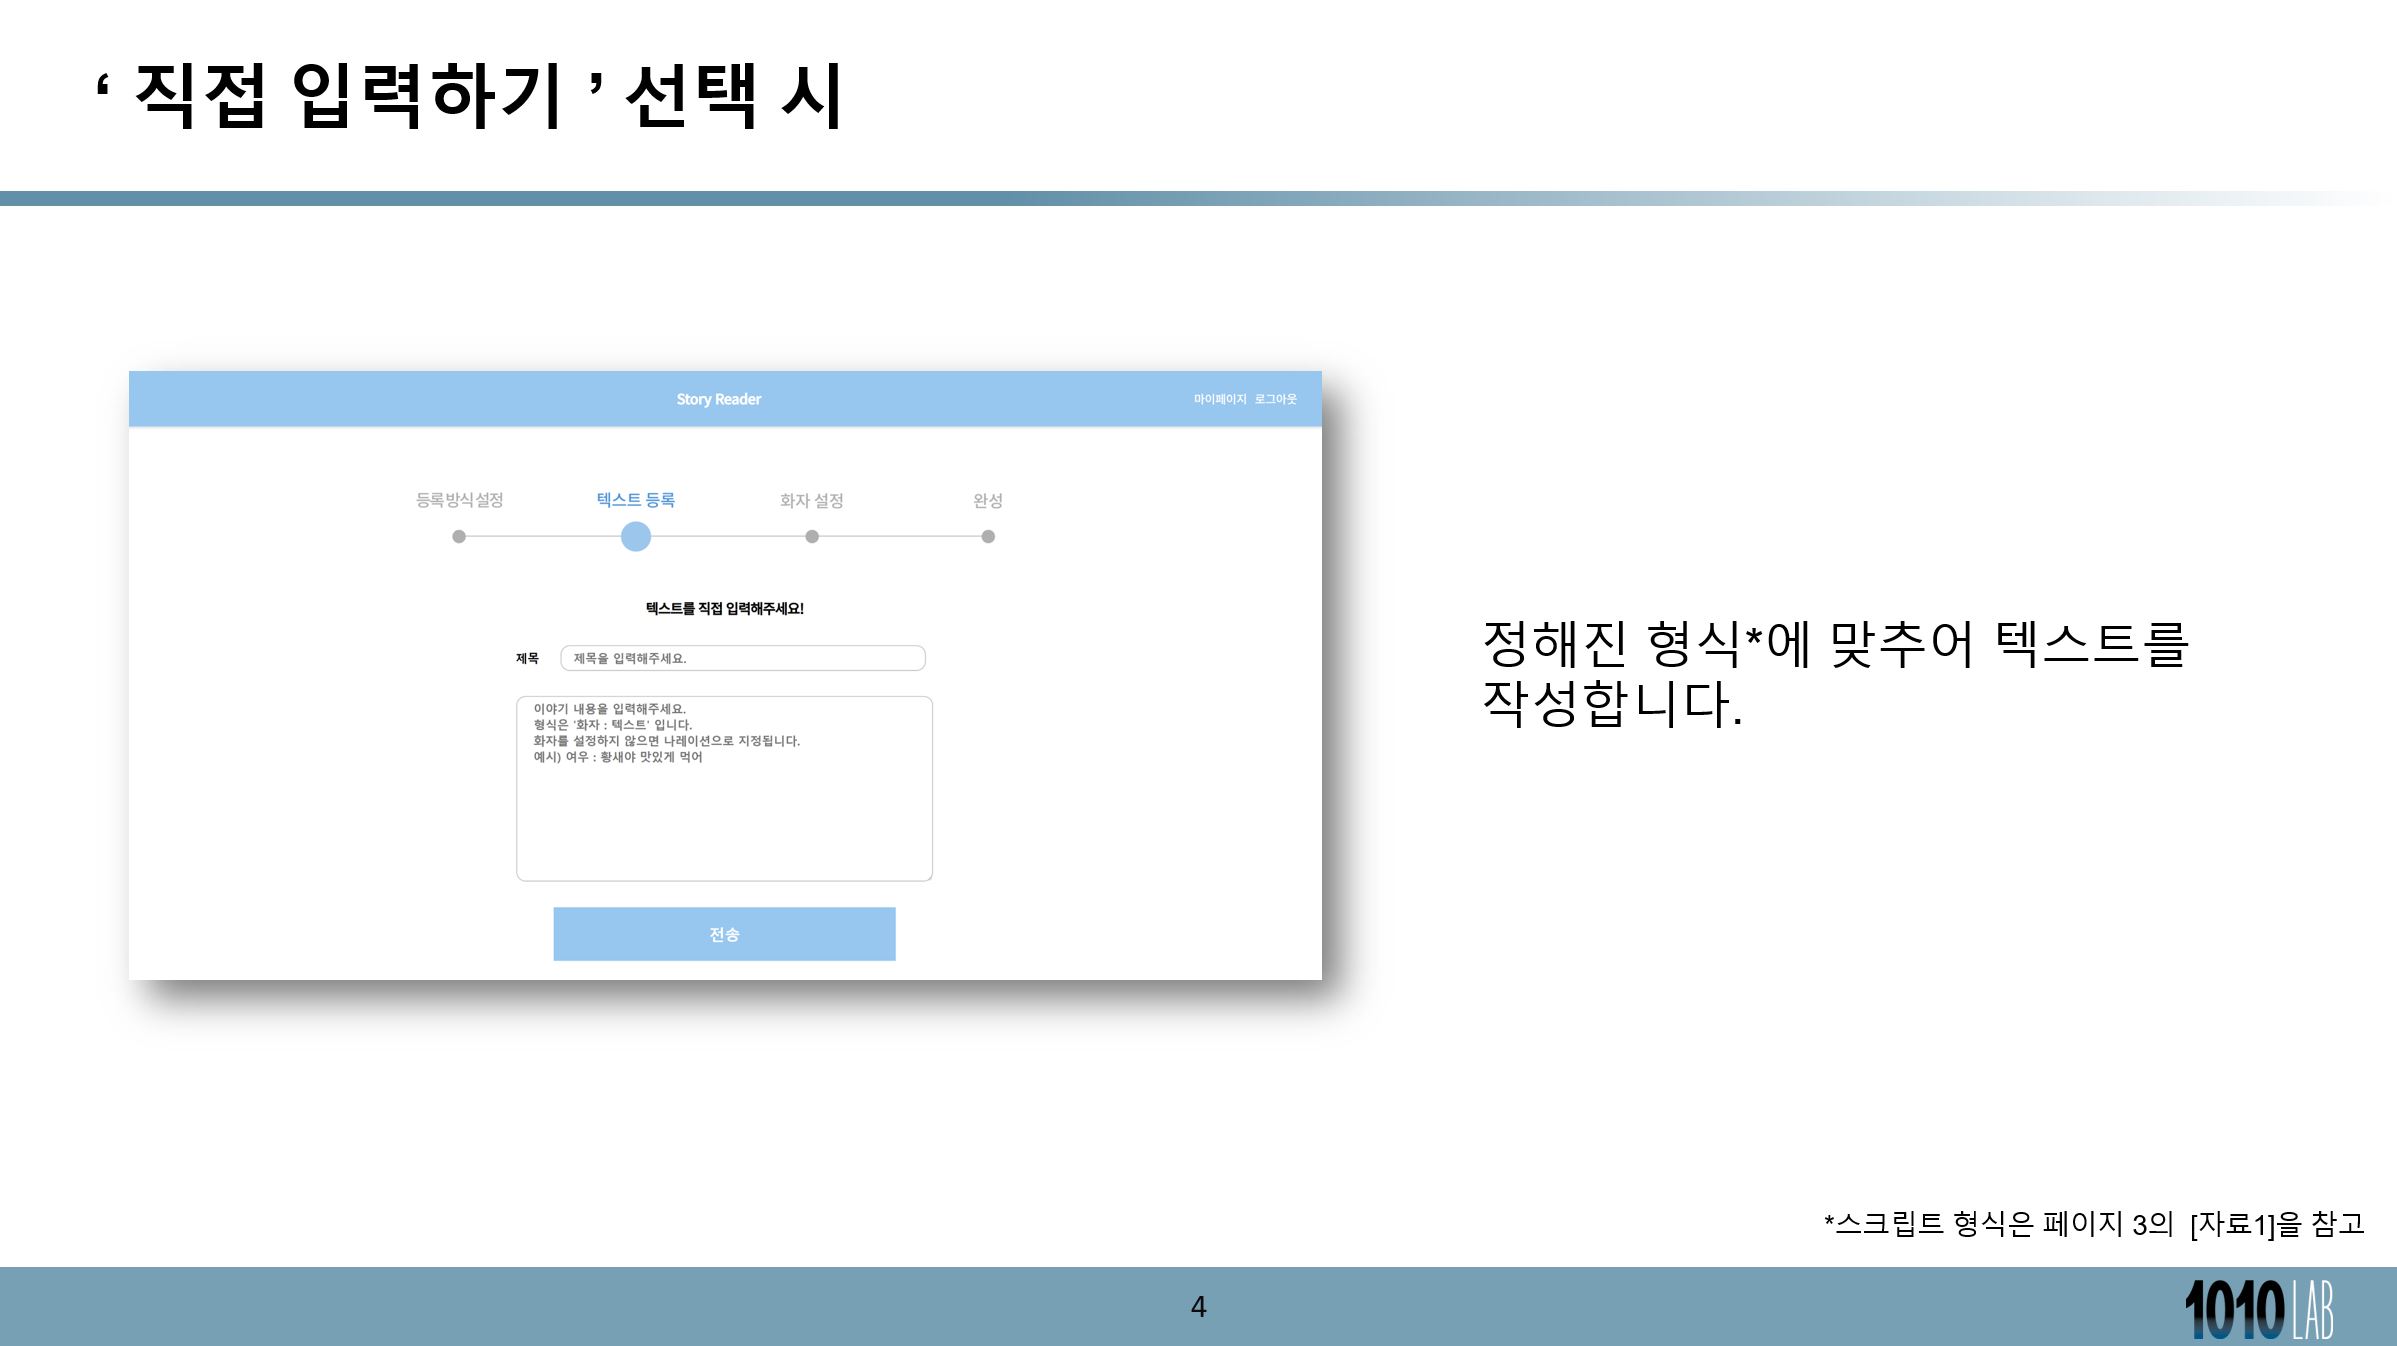 ‘ 직접 입력하기 ’ 선택 시
Story Reader
마이페이지 로그아웃
등록방식설정
텍스트 등록
화자 설정
완성
텍스트를 직접 입력해주세요!
제목
제목을 입력해주세요.
이야기 내용을 입력해주세요.
형식은 '화자 : 텍스트' 입니다.
화자를 설정하지 않으면 나레이션으로 지정됩니다.
예시) 여우 : 황새야 맛있게 먹어
전송
정해진 형식*에 맞추어 텍스트를
작성합니다.
*스크립트 형식은 페이지 3의 [자료1]을 참고
4
1010 LAB